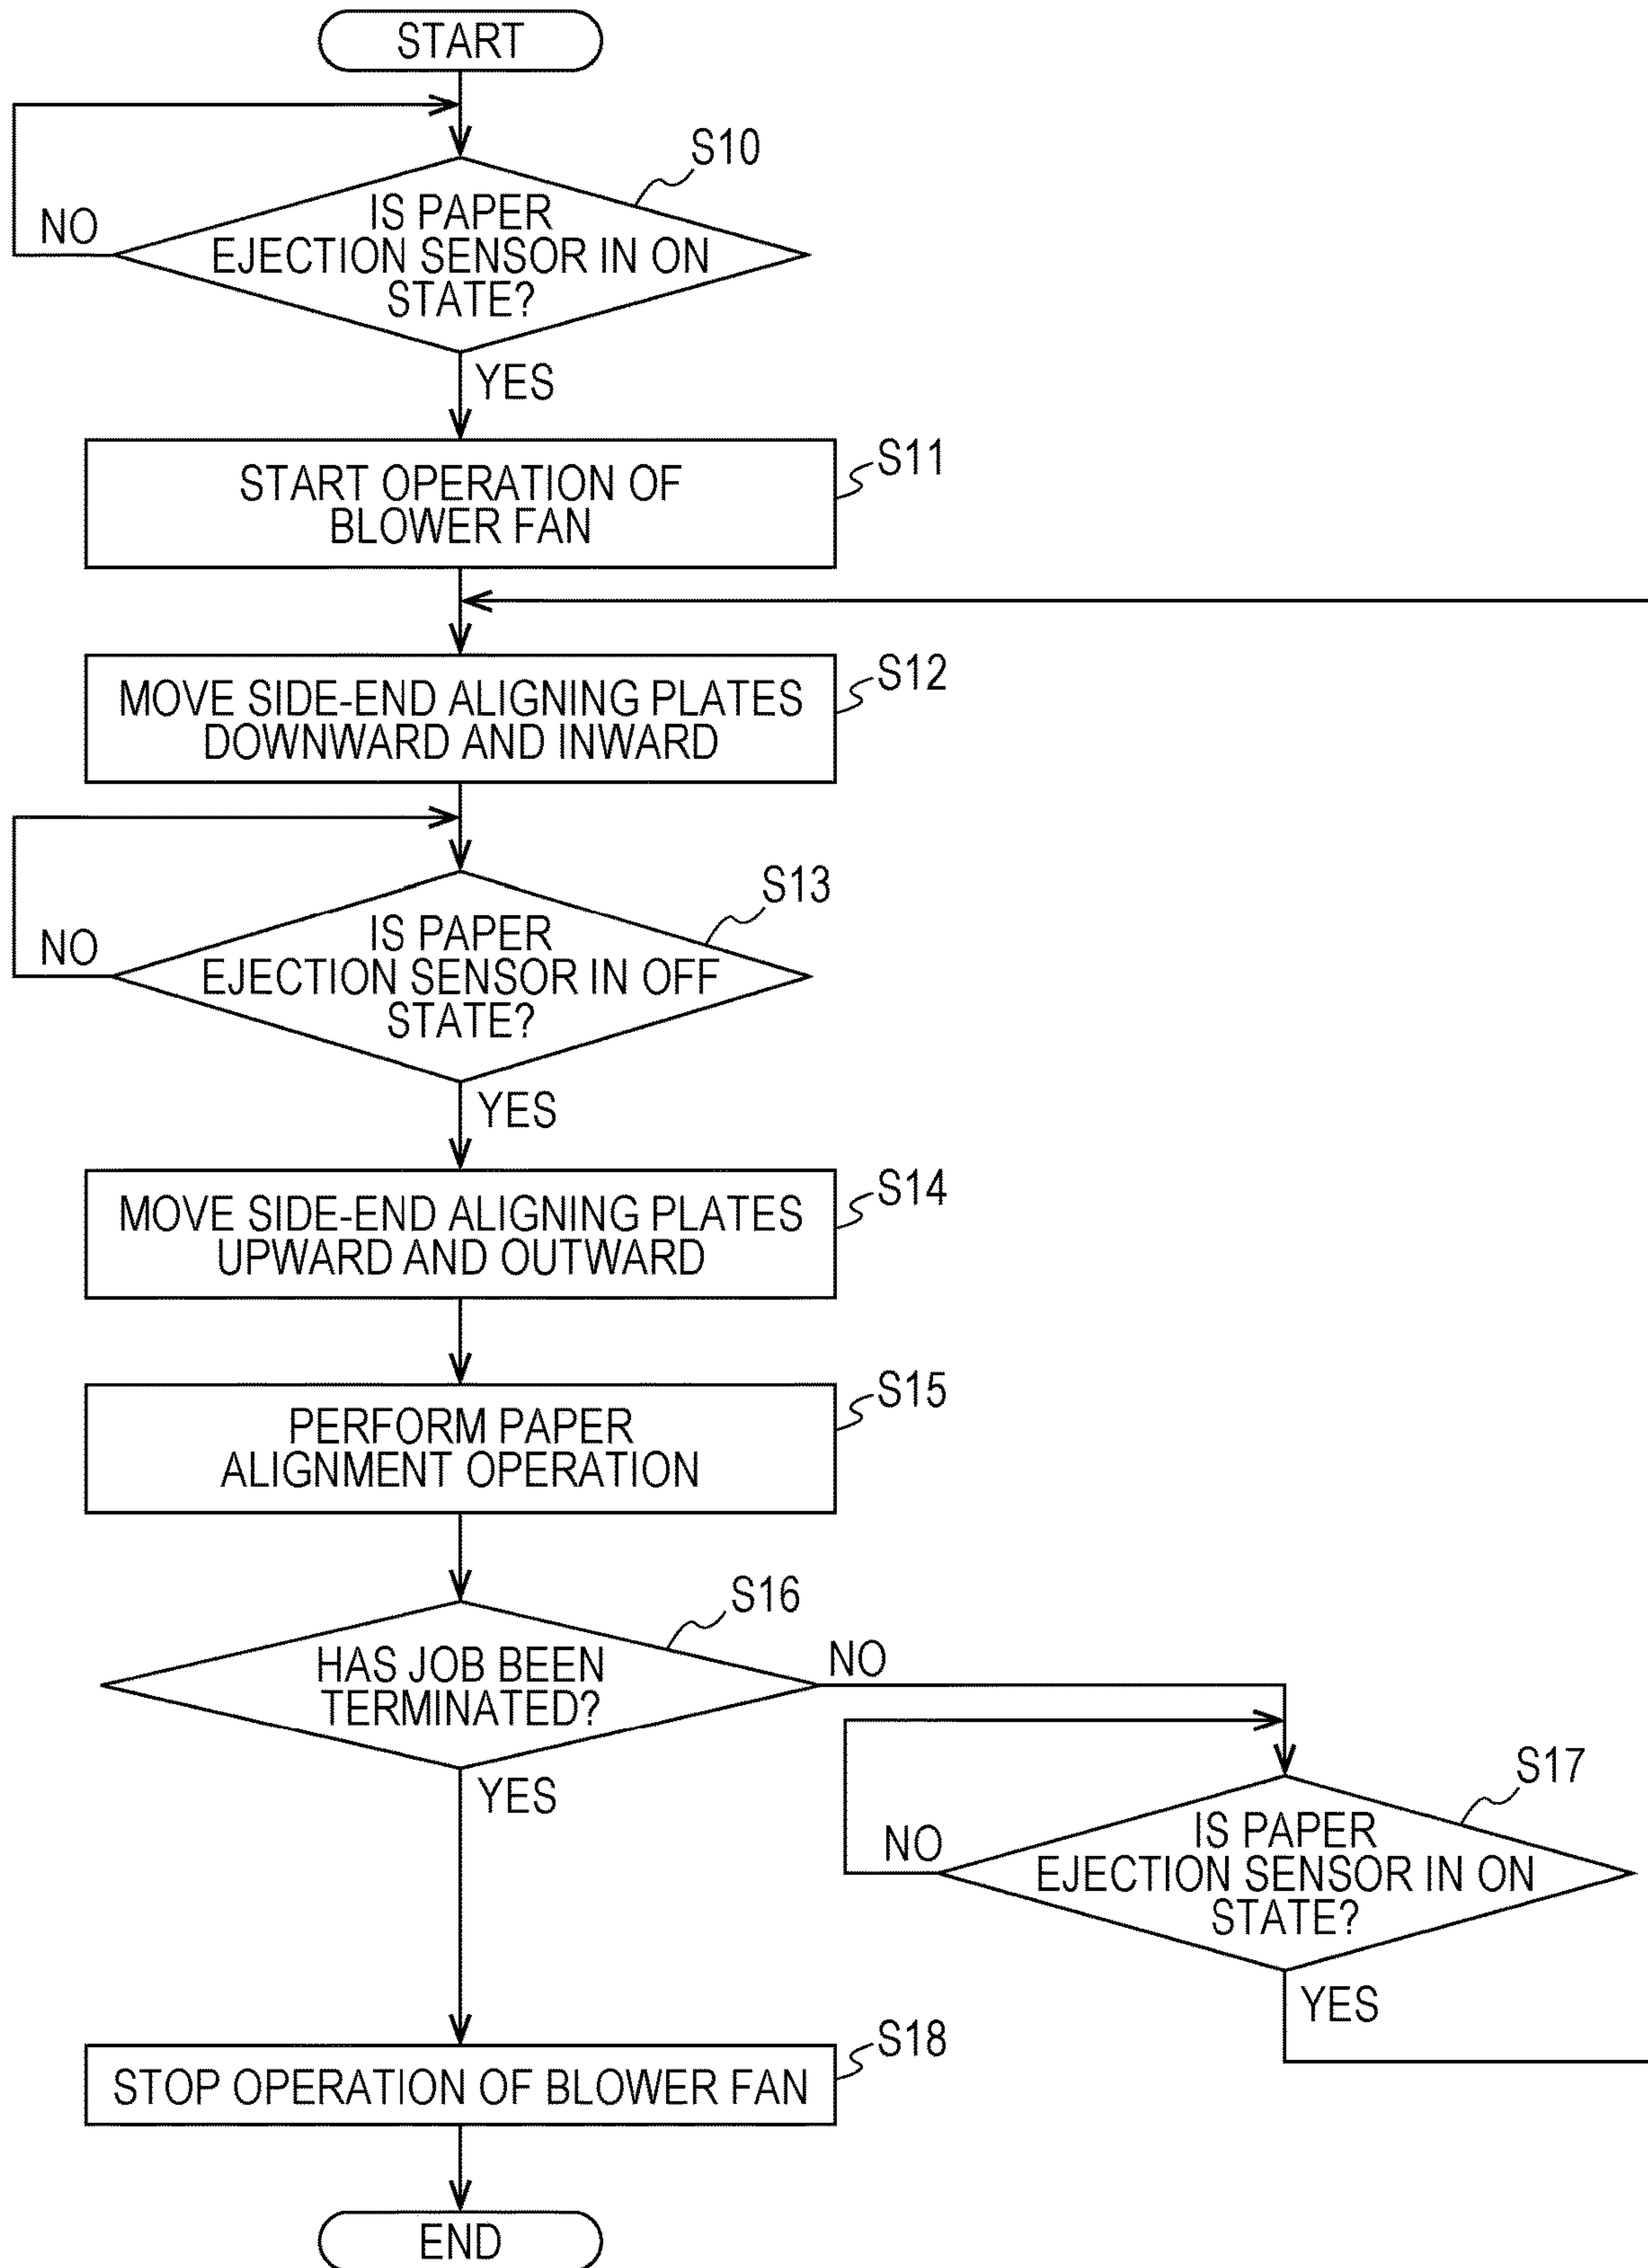 START
S10
IS PAPER
EJECTION SENSOR IN ON
STATE?
NO
YES
S11
START OPERATION OF
BLOWER FAN
S12
MOVE SIDE-END ALIGNING PLATES
DOWNWARD AND INWARD
S13
IS PAPER
EJECTION SENSOR IN OFF
STATE?
NO
YES
S14
MOVE SIDE-END ALIGNING PLATES
UPWARD AND OUTWARD
S15
PERFORM PAPER
ALIGNMENT OPERATION
S16
HAS JOB BEEN
TERMINATED?
NO
YES
S17
IS PAPER
EJECTION SENSOR IN ON
STATE?
NO
YES
S18
STOP OPERATION OF BLOWER FAN
END